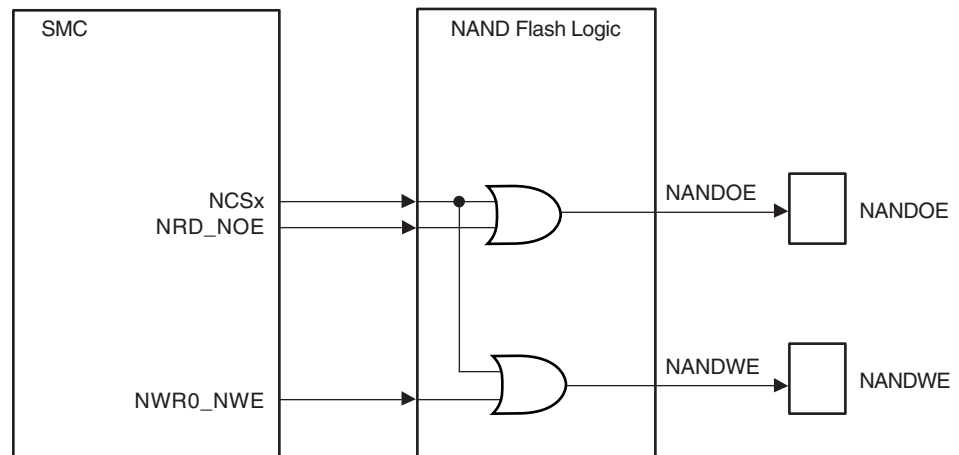 SMC
NAND Flash Logic
NCSx
NRD_NOE
NANDOE
NANDOE
NWR0_NWE
NANDWE
NANDWE